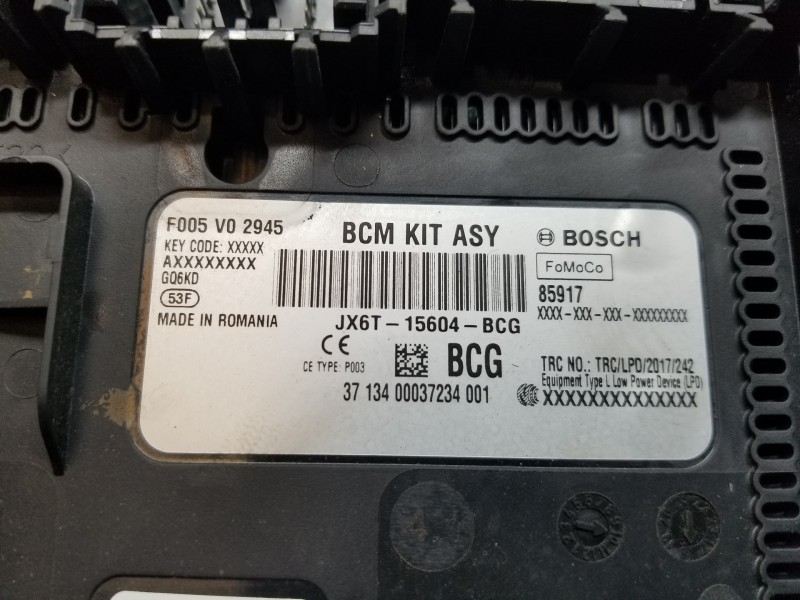 F005 V0 2945
BCM KIT ASY
BOSCH
KEY CODE: XXXXX
AXXXXXXXX
GQ6KD
53F
FoMoCo
85917
XXXX-XXX-XXX-XXXXXXXXX
MADE IN ROMANIA
JX6T-15604-BCG
CE
CE TYPE: P003
BCG
TRC NO.: TRC/LPD/2017/242
Equipment Type L Low Power Device (LPD)
37 134 00037234 001
XXXXXXXXXXXXXX